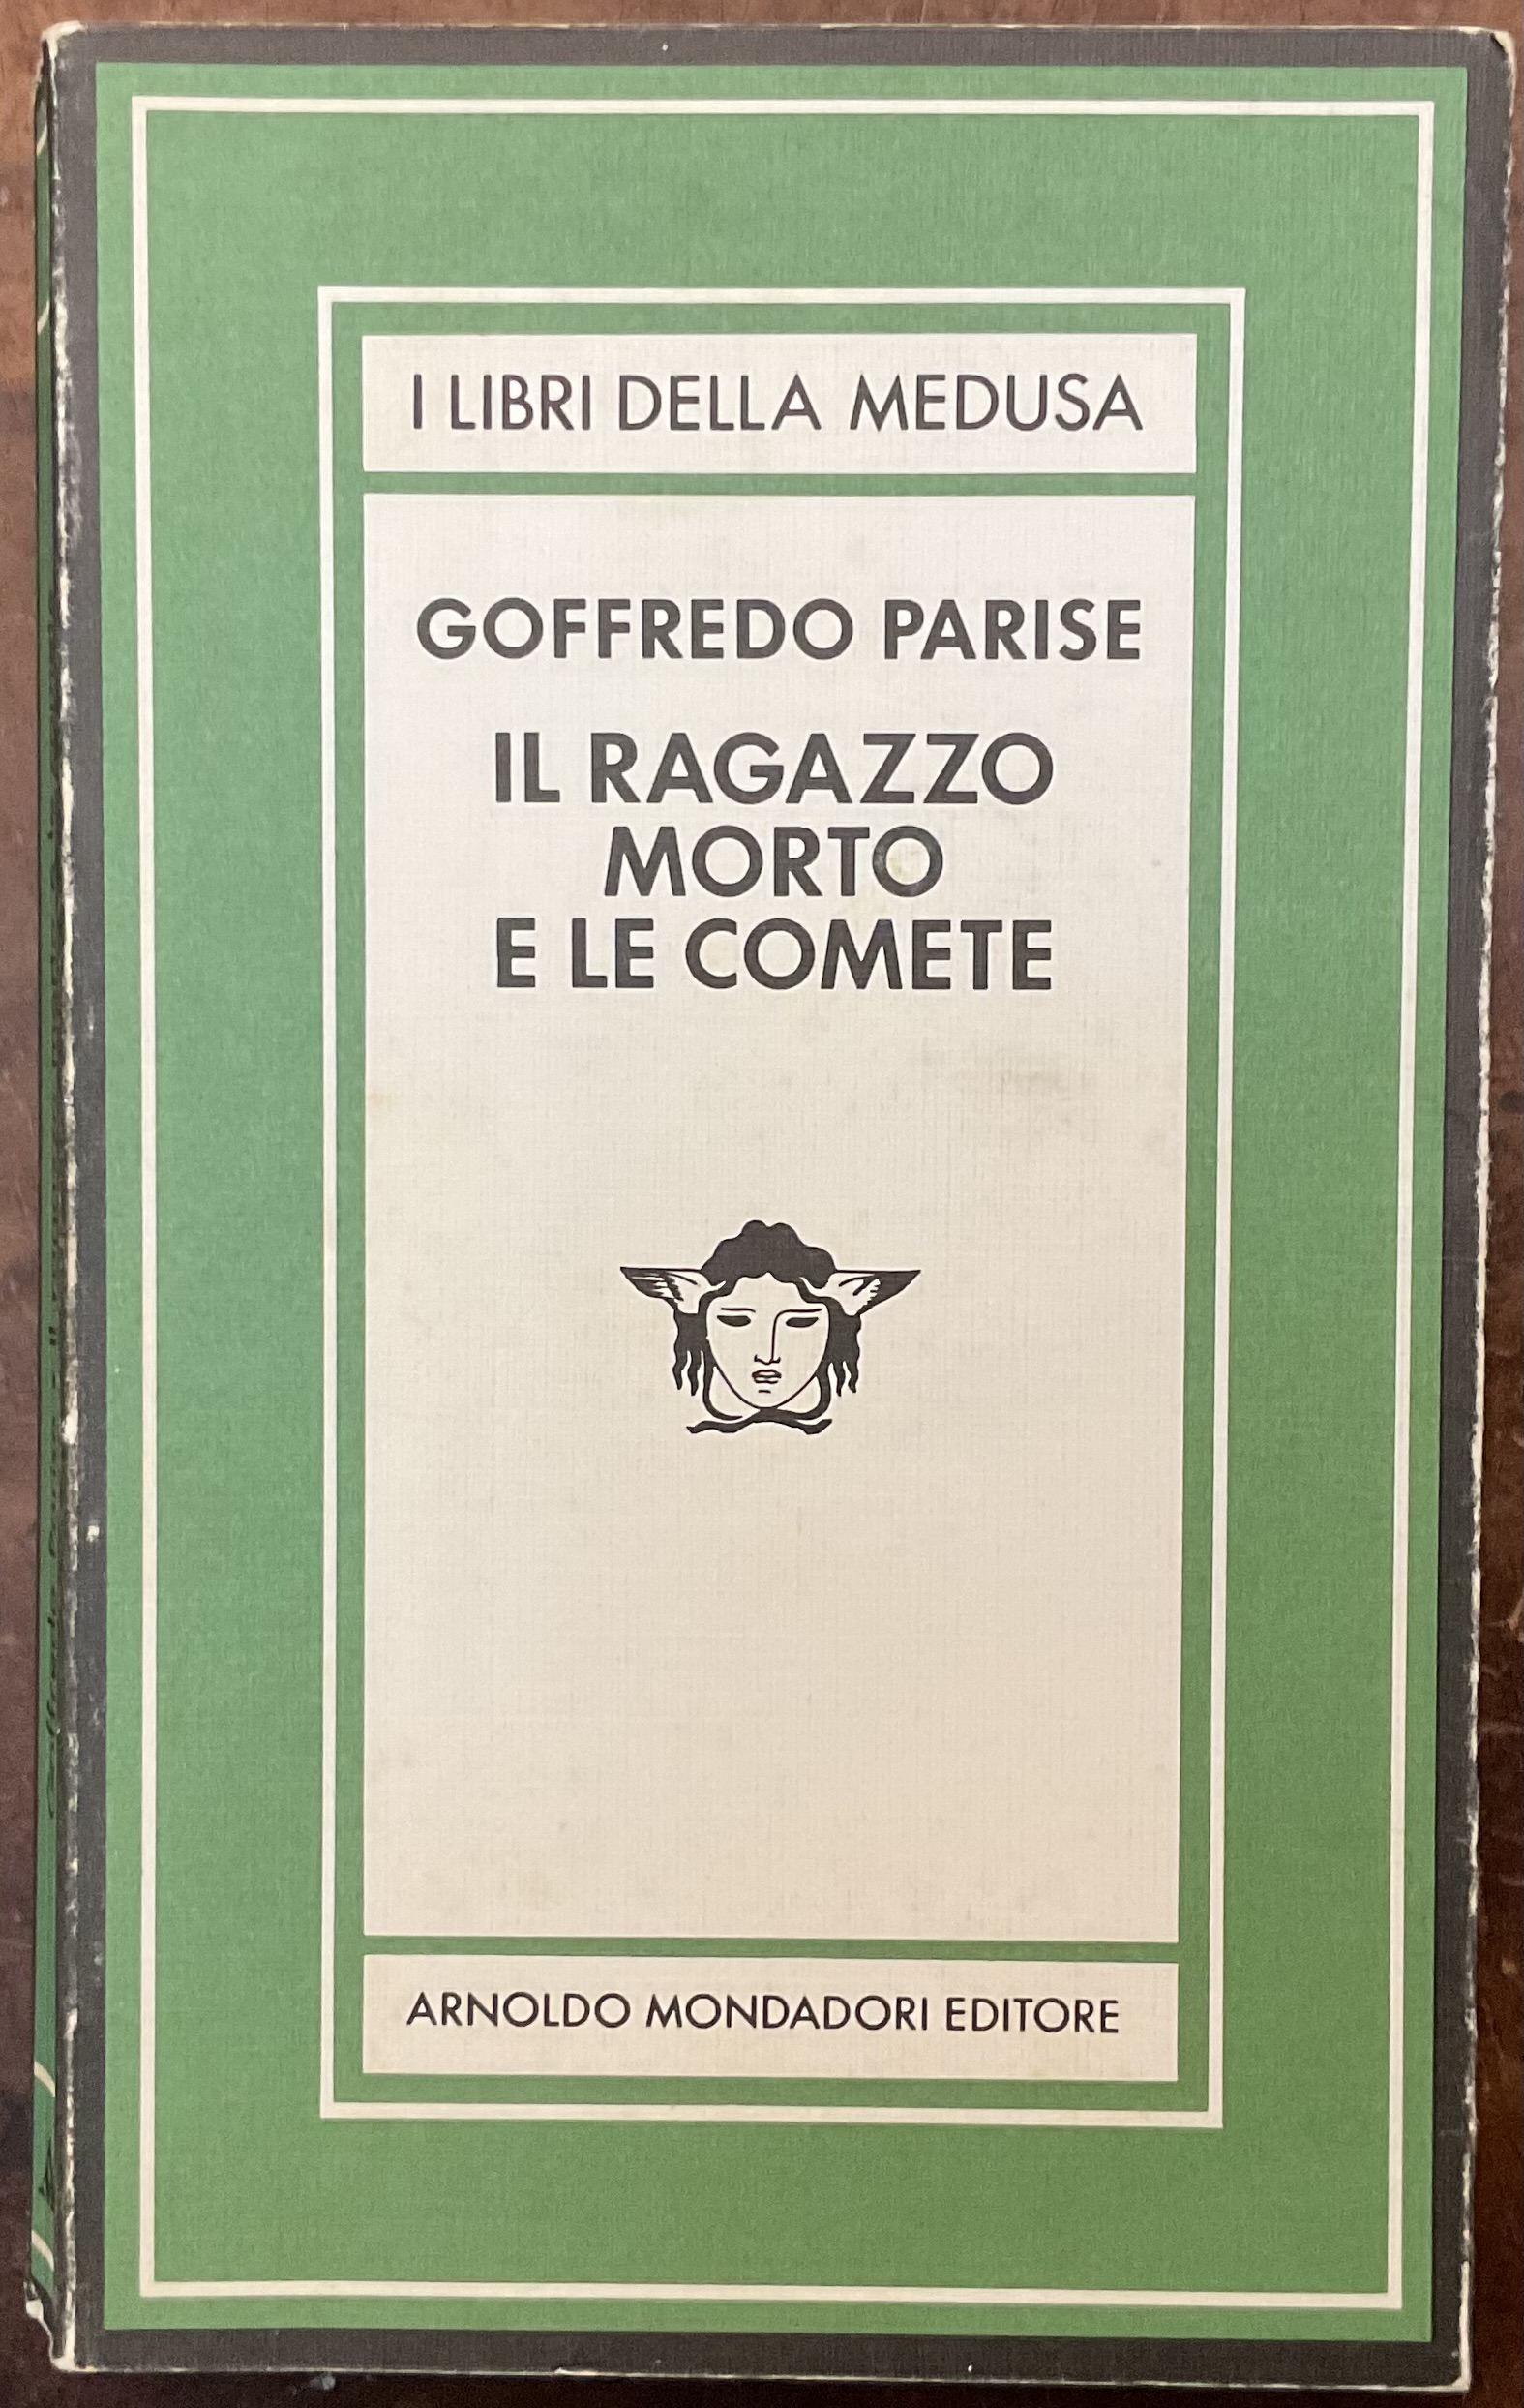 I LIBRI DELLA MEDUSA
GOFFREDO PARISE
IL RAGAZZO
MORTO
E LE COMETE
ARNOLDO MONDADORI EDITORE